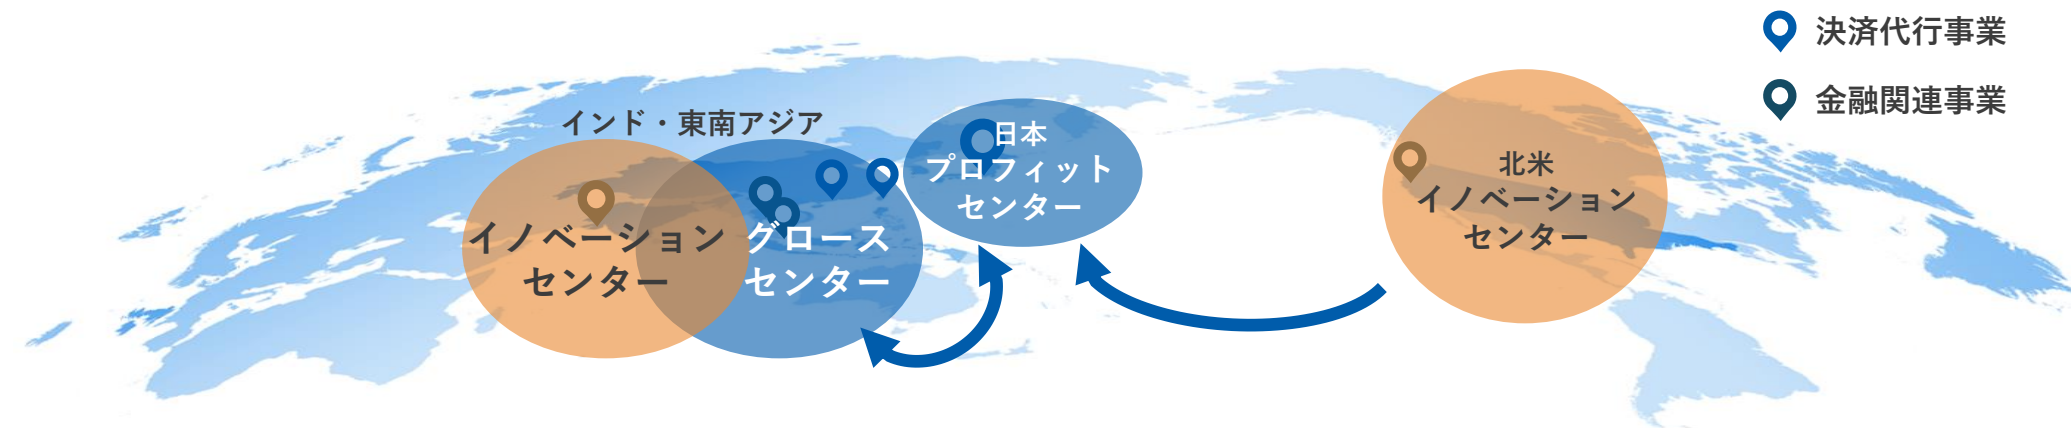 決済代行事業
金融関連事業
インド・東南アジア
イノベーション
センター
グロース
センター
日本
プロフィット
センター
北米
イノベーション
センター